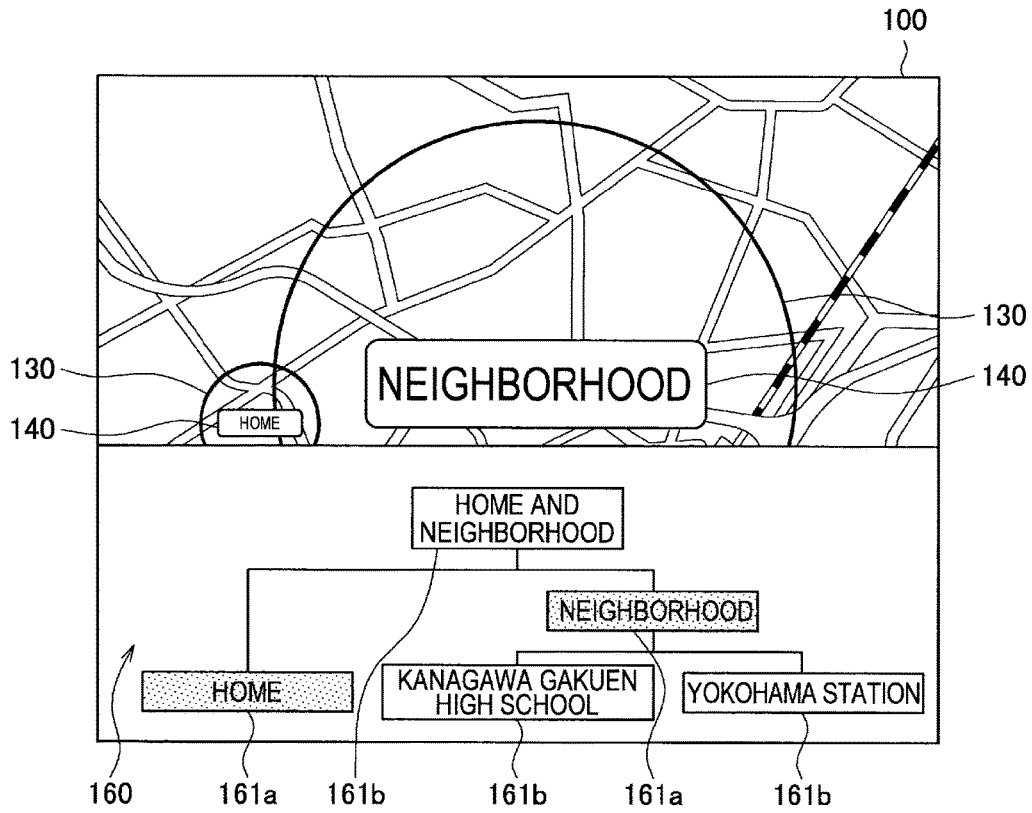 100
130
NEIGHBORHOOD
130
140
HOME
140
HOME AND
NEIGHBORHOOD
NEIGHBORHOOD
HOME
KANAGAWA GAKUEN
HIGH SCHOOL
YOKOHAMA STATION
160 161a 161b 161b 161a 161b